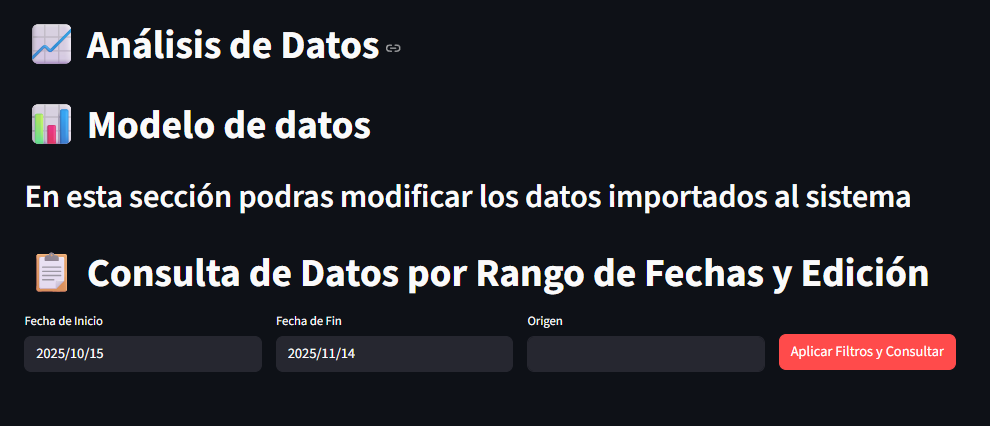 Análisis de Datos
Modelo de datos
En esta sección podras modificar los datos importados al sistema
Consulta de Datos por Rango de Fechas y Edición
Fecha de Inicio
Fecha de Fin
Origen
2025/10/15
2025/11/14
Aplicar Filtros y Consultar